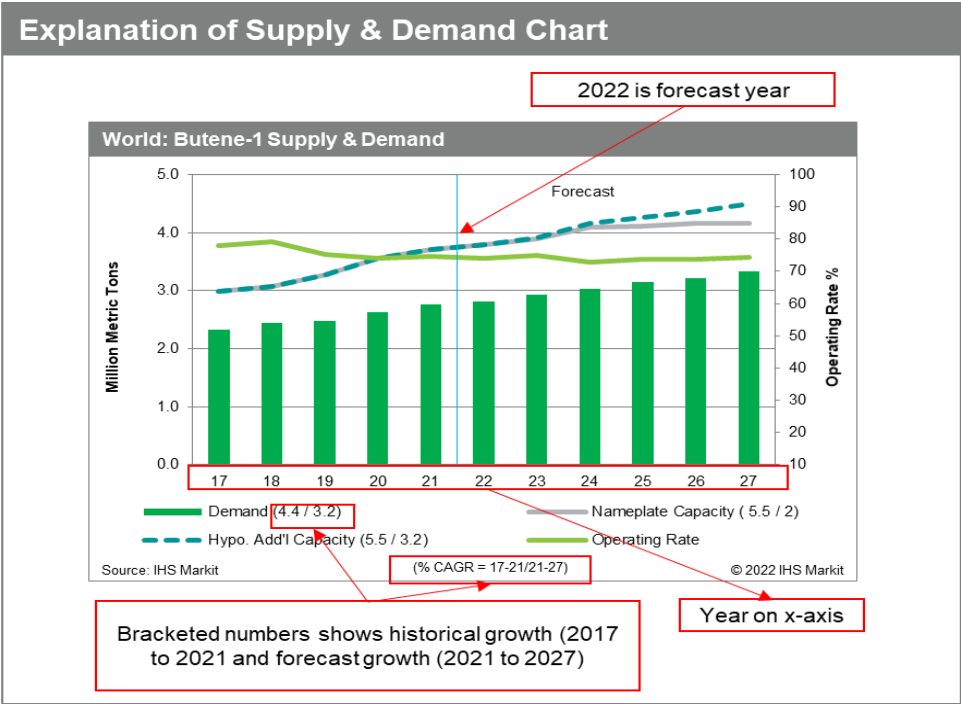 Explanation of Supply & Demand Chart
2022 is forecast year
World: Butene-1 Supply & Demand
Forecast
Million Metric Tons
5.0
4.0
3.0
2.0
1.0
0.0
Operating Rate %
100
90
80
70
60
50
40
30
20
10
17 18 19 20 21 22 23 24 25 26 27
Demand (4.4 / 3.2)
Nameplate Capacity ( 5.5 / 2)
Hypo. Add'l Capacity (5.5 / 3.2)
Operating Rate
Source: IHS Markit
(% CAGR = 17-21/21-27)
© 2022 IHS Markit
Year on x-axis
Bracketed numbers shows historical growth (2017
to 2021 and forecast growth (2021 to 2027)